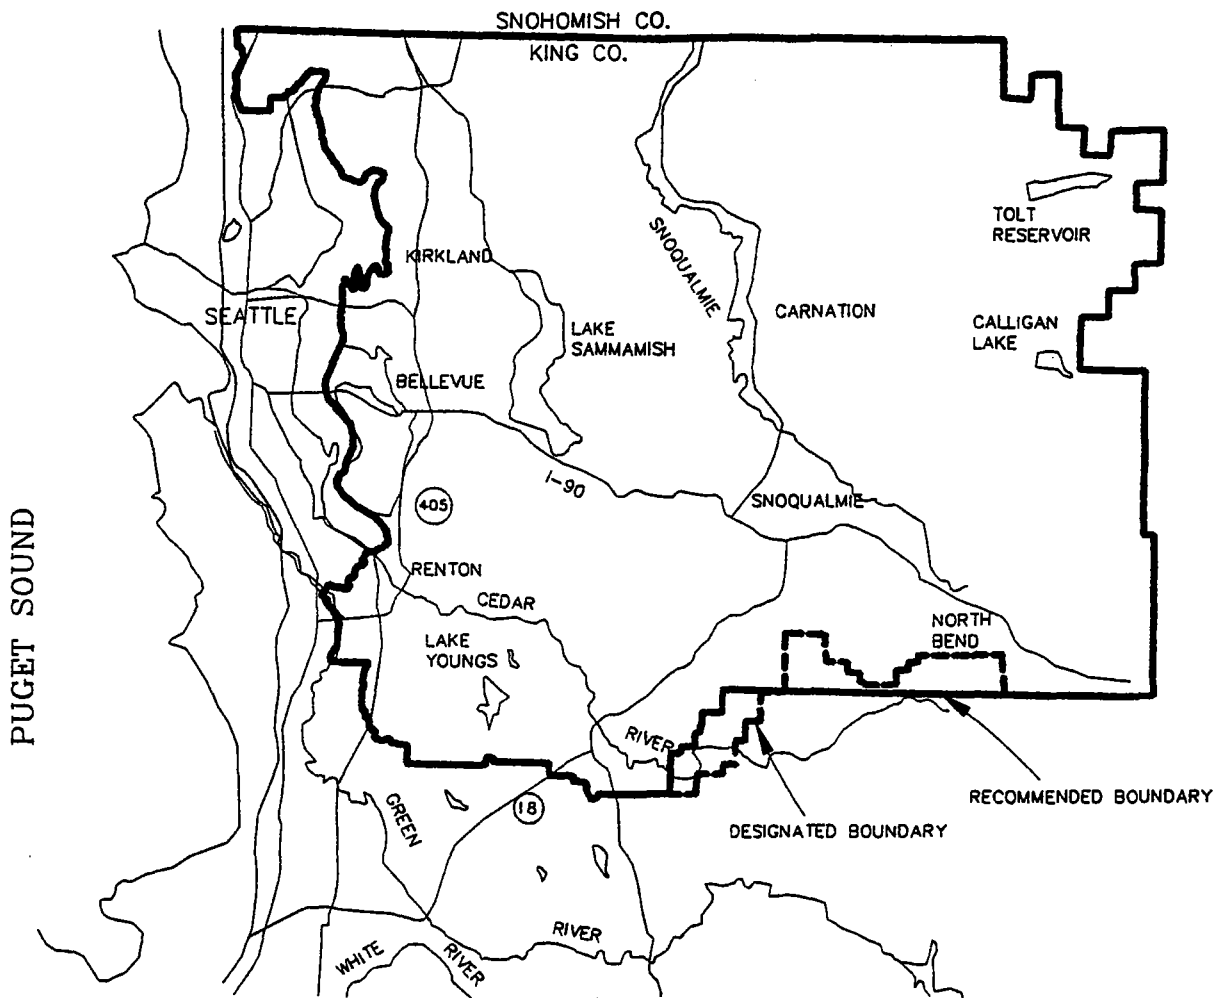 SNOHOMISH CO.
KING CO.
TOLT
RESERVOIR
SNOQUALMIE
KIRKLAND
SEATTLE
CARNATION
LAKE
SAMMAMISH
CALLIGAN
LAKE
BELLEVUE
I-90
SNOQUALMIE
405
PUGET SOUND
RENTON
CEDAR
NORTH
BEND
LAKE
YOUNGS
RIVER
RECOMMENDED BOUNDARY
GREEN
18
DESIGNATED BOUNDARY
RIVER
WHITE
RIVER